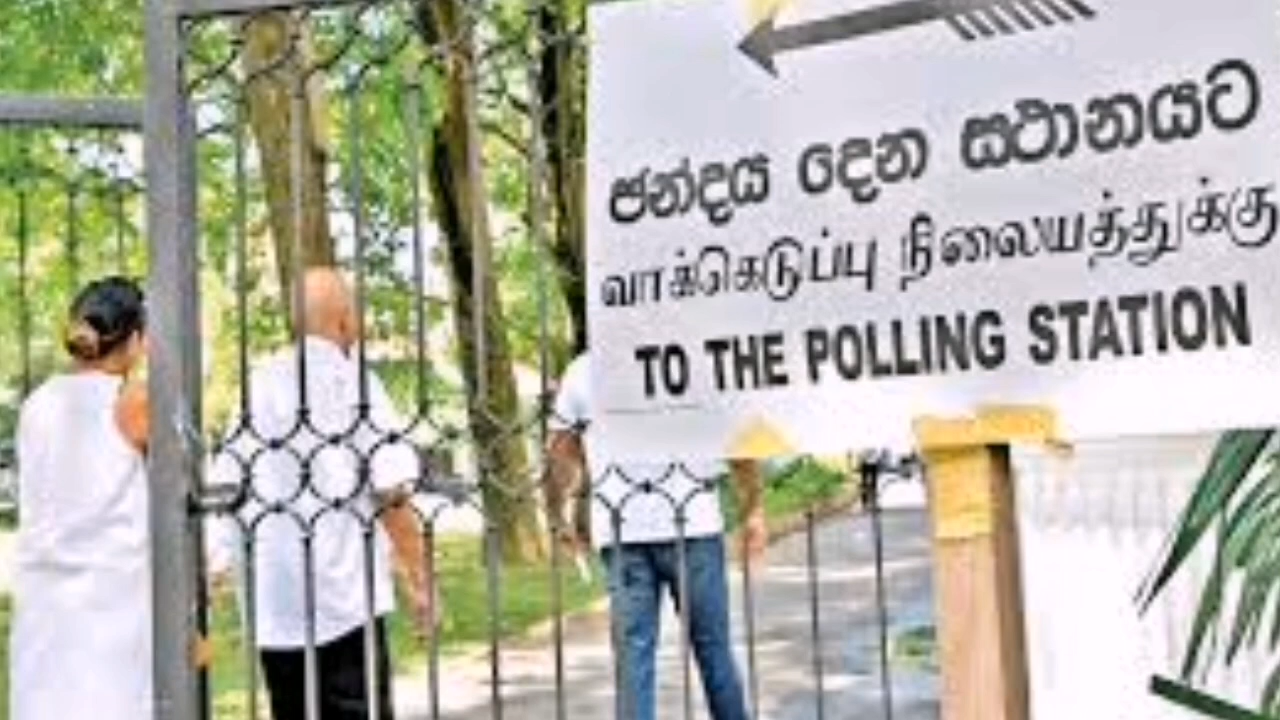 ඡන්දය දෙන ස්ථානයට
வாக்கெடுப்பு நிலையத்துக்கு
TO THE POLLING STATION